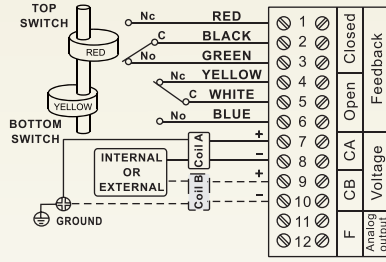 TOP
SWITCH
RED
YELLOW
BOTTOM
SWITCH
Nc RED
C BLACK
No GREEN
Nc YELLOW
C WHITE
No BLUE
Coil A
+
−
INTERNAL
OR
EXTERNAL
Coil B
+
−
GROUND
1
2
3
4
5
6
7
8
9
10
11
12
Closed
Open
CA
CB
F
Feedback
Voltage
Analog
output